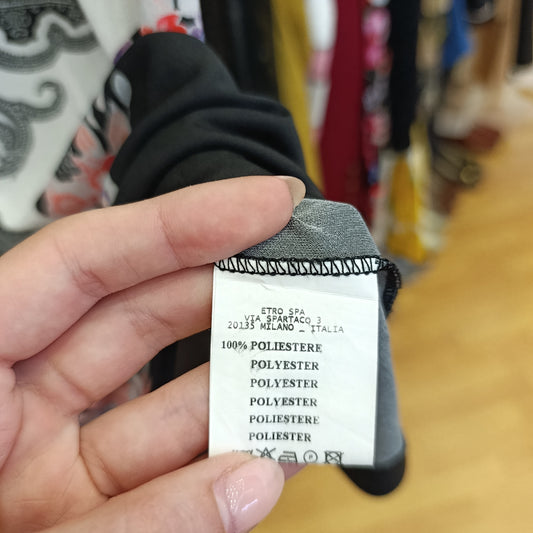 ETRO SPA
VIA SPARTACO 3
20135 MILANO _ ITALIA
100% POLIESTERE
POLYESTER
POLYESTER
POLYESTER
POLIESTERE
POLIESTER